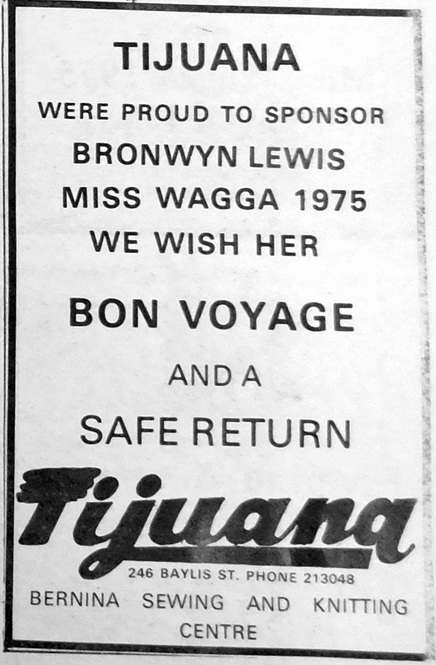 TIJUANA
WERE PROUD TO SPONSOR
BRONWYN LEWIS
MISS WAGGA 1975
WE WISH HER
BON VOYAGE
AND A
SAFE RETURN
Tijuana
246 BAYLIS ST. PHONE 213048
BERNINA SEWING AND KNITTING
CENTRE